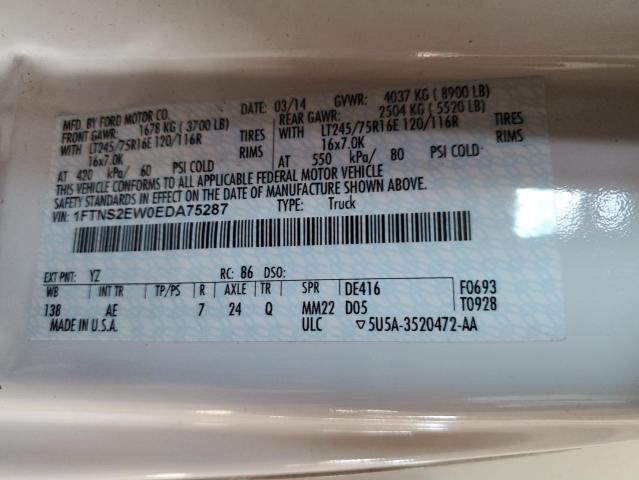 MFD. BY FORD MOTOR CO. DATE: 03/14 GVWR: 4037 KG ( 8900 LB)
FRONT GAWR: 1678 KG ( 3700 LB) REAR GAWR: 2504 KG ( 5520 LB)
WITH LT245/75R16E 120/116R TIRES WITH LT245/75R16E 120/116R TIRES
16x7.0K RIMS 16x7.0K RIMS
AT 420 kPa/ 60 PSI COLD AT 550 kPa/ 80 PSI COLD
THIS VEHICLE CONFORMS TO ALL APPLICABLE FEDERAL MOTOR VEHICLE
SAFETY STANDARDS IN EFFECT ON THE DATE OF MANUFACTURE SHOWN ABOVE.
VIN: 1FTNS2EW0EDA75287 TYPE: Truck
EXT PNT: YZ RC: 86 DSO:
WB INT TR TP/PS R AXLE TR SPR DE416 F0693
138 AE 7 24 Q MM22 D05 T0928
MADE IN U.S.A. ULC ▽5U5A-3520472-AA